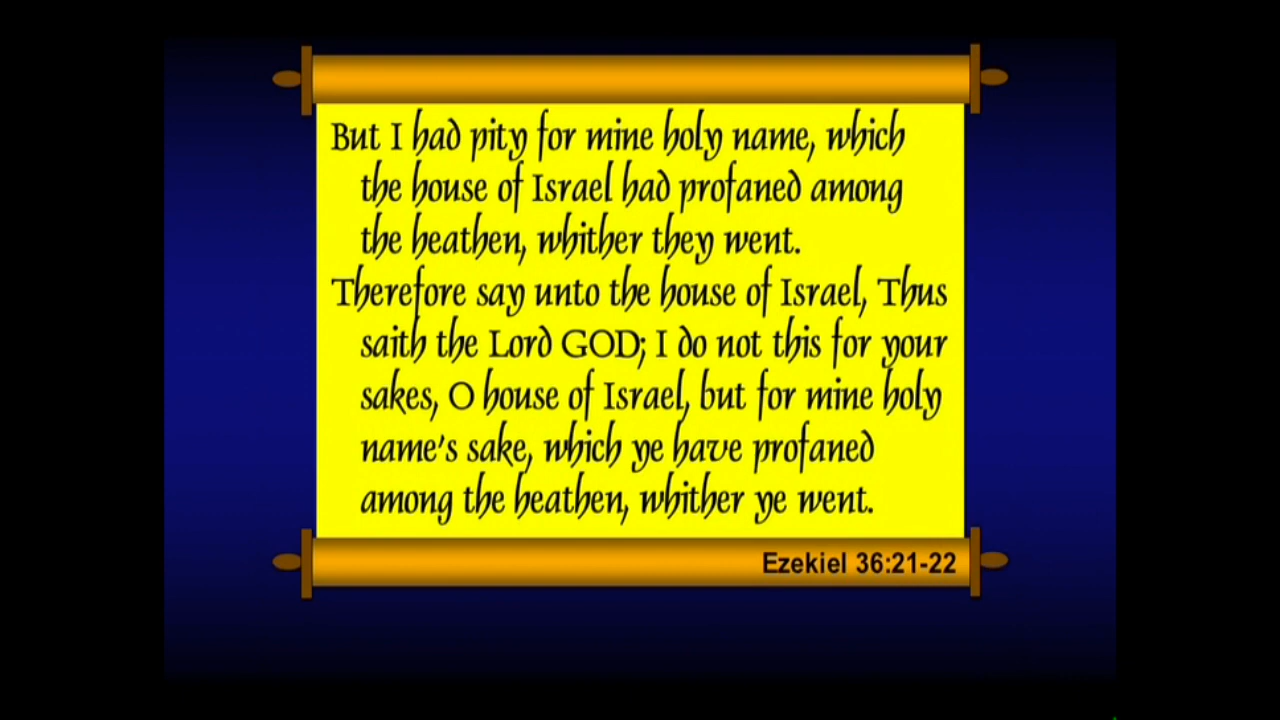 But I had pity for mine holy name, which
the house of Israel had profaned among
the heathen, whither they went.
Therefore say unto the house of Israel, Thus
saith the Lord GOD; I do not this for your
sakes, O house of Israel, but for mine holy
name's sake, which ye have profaned
among the heathen, whither ye went.
Ezekiel 36:21-22